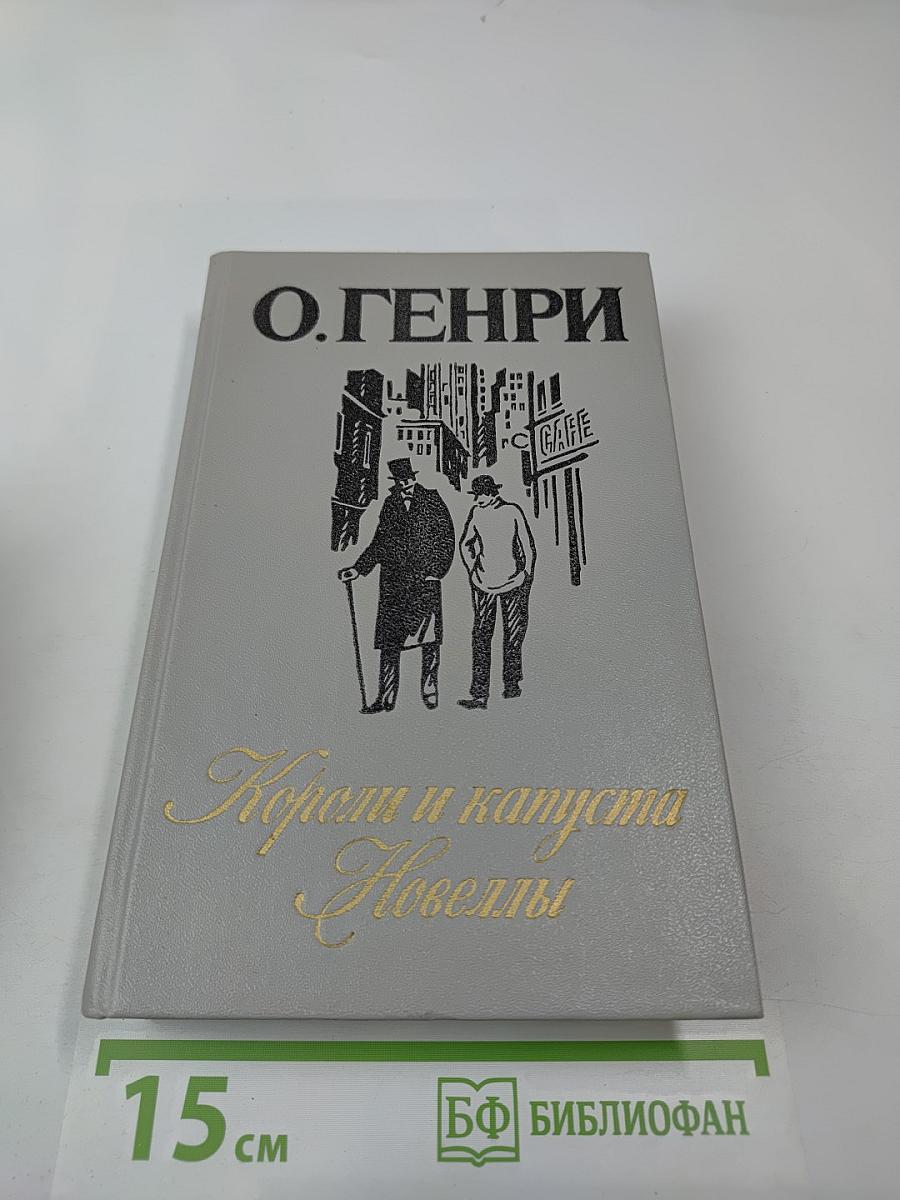 О. ГЕНРИ
CAFE
Короли и капуста
Новеллы
15 см
БФ БИБЛИОФАН